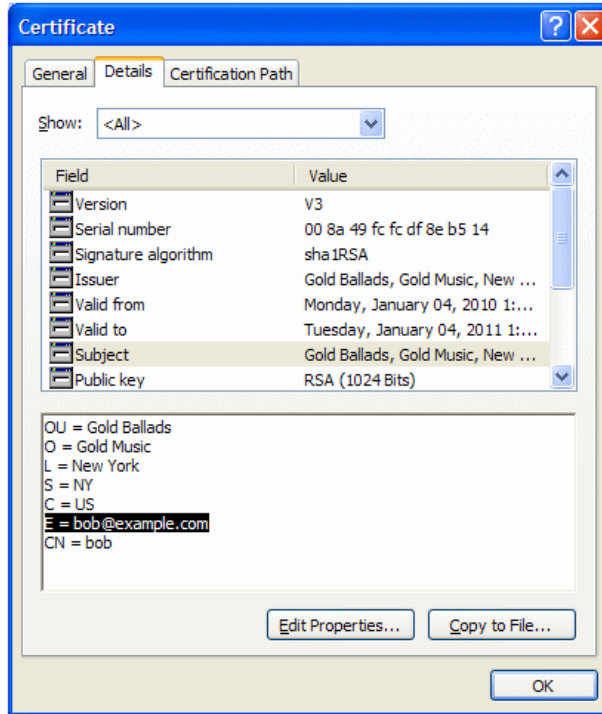 Certificate
General Details Certification Path
Show: <All>
Field Value
Version V3
Serial number 00 8a 49 fc fc df 8e b5 14
Signature algorithm sha1RSA
Issuer Gold Ballads, Gold Music, New ...
Valid from Monday, January 04, 2010 1:...
Valid to Tuesday, January 04, 2011 1:...
Subject Gold Ballads, Gold Music, New ...
Public key RSA (1024 Bits)
OU = Gold Ballads
O = Gold Music
L = New York
S = NY
C = US
E = bob@example.com
CN = bob
Edit Properties... Copy to File...
OK